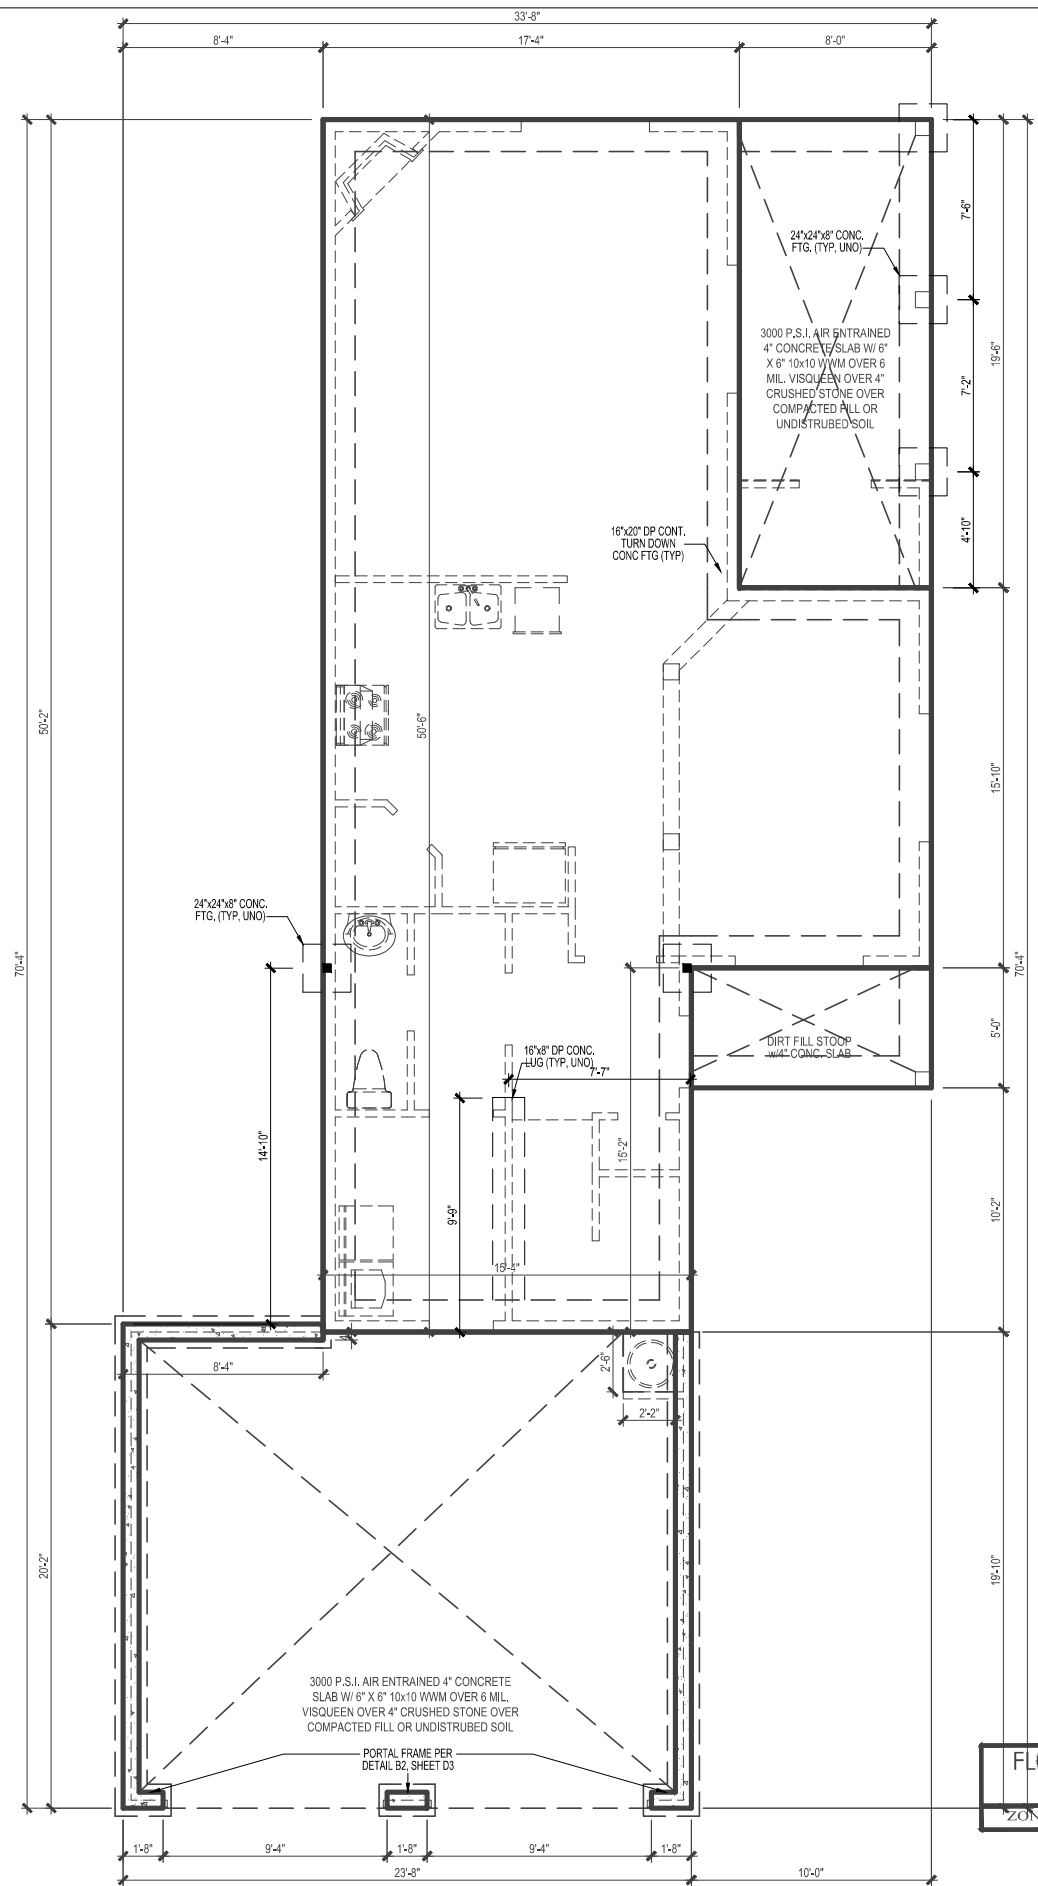 33'-8"
8'-4"
17'-4"
8'-0"
24"x24"x8" CONC.
FTG. (TYP, UNO)
7'-6"
3000 P.S.I. AIR ENTRAINED
4" CONCRETE SLAB W/ 6"
X 6" 10x10 WWM OVER 6
MIL. VISQUEEN OVER 4"
CRUSHED STONE OVER
COMPACTED FILL OR
UNDISTRUBED SOIL
19'-6"
7'-2"
4'-10"
16"x20" DP CONT.
TURN DOWN
CONC FTG (TYP)
50'-2"
50'-6"
15'-10"
24"x24"x8" CONC.
FTG. (TYP, UNO)
70'-4"
70'-4"
5'-0"
DIRT FILL STOOP
w/4" CONC. SLAB
16"x8" DP CONC.
LUG (TYP, UNO)
7'-7"
14'-10"
15'-2"
9'-9"
10'-2"
15'-4"
8'-4"
2'-6"
2'-2"
20'-2"
19'-10"
3000 P.S.I. AIR ENTRAINED 4" CONCRETE
SLAB W/ 6" X 6" 10x10 WWM OVER 6 MIL.
VISQUEEN OVER 4" CRUSHED STONE OVER
COMPACTED FILL OR UNDISTRUBED SOIL
PORTAL FRAME PER
DETAIL B2, SHEET D3
1'-8"
9'-4"
1'-8"
9'-4"
1'-8"
23'-8"
10'-0"